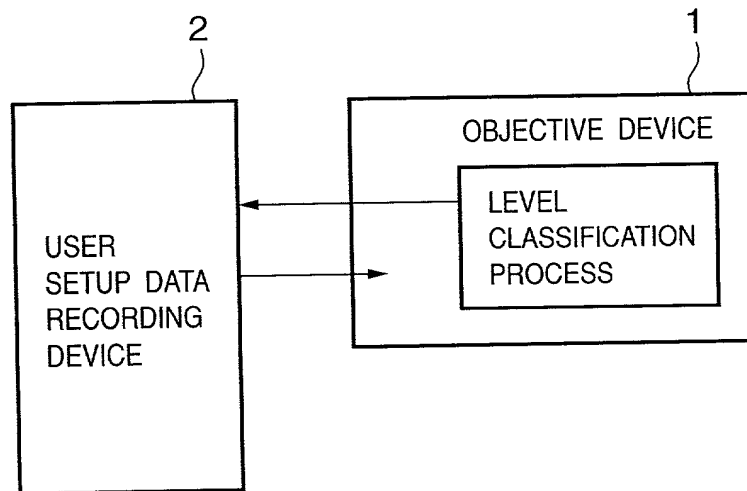 2
1
OBJECTIVE DEVICE
LEVEL
CLASSIFICATION
PROCESS
USER
SETUP DATA
RECORDING
DEVICE